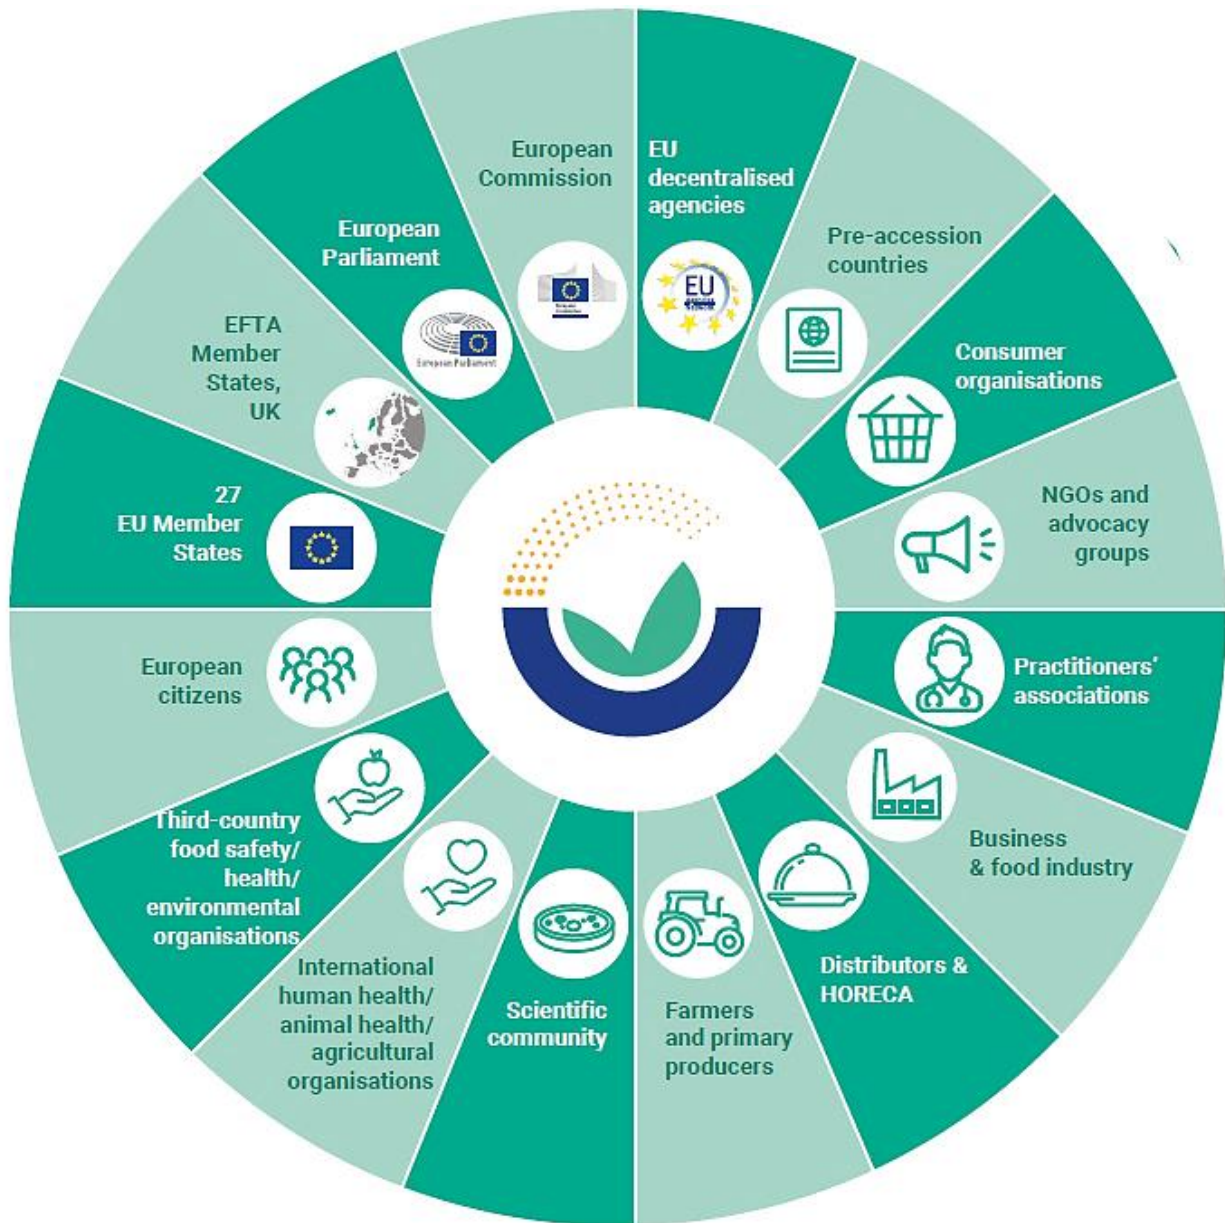 European
Commission
EU
decentralised
agencies
Pre-accession
countries
Consumer
organisations
NGOs and
advocacy
groups
Practitioners’
associations
Business
& food industry
Distributors &
HORECA
Farmers
and primary
producers
Scientific
community
International
human health/
animal health/
agricultural
organisations
Third-country
food safety/
health/
environmental
organisations
European
citizens
27
EU Member
States
EFTA
Member
States,
UK
European
Parliament
European Parliament
EU